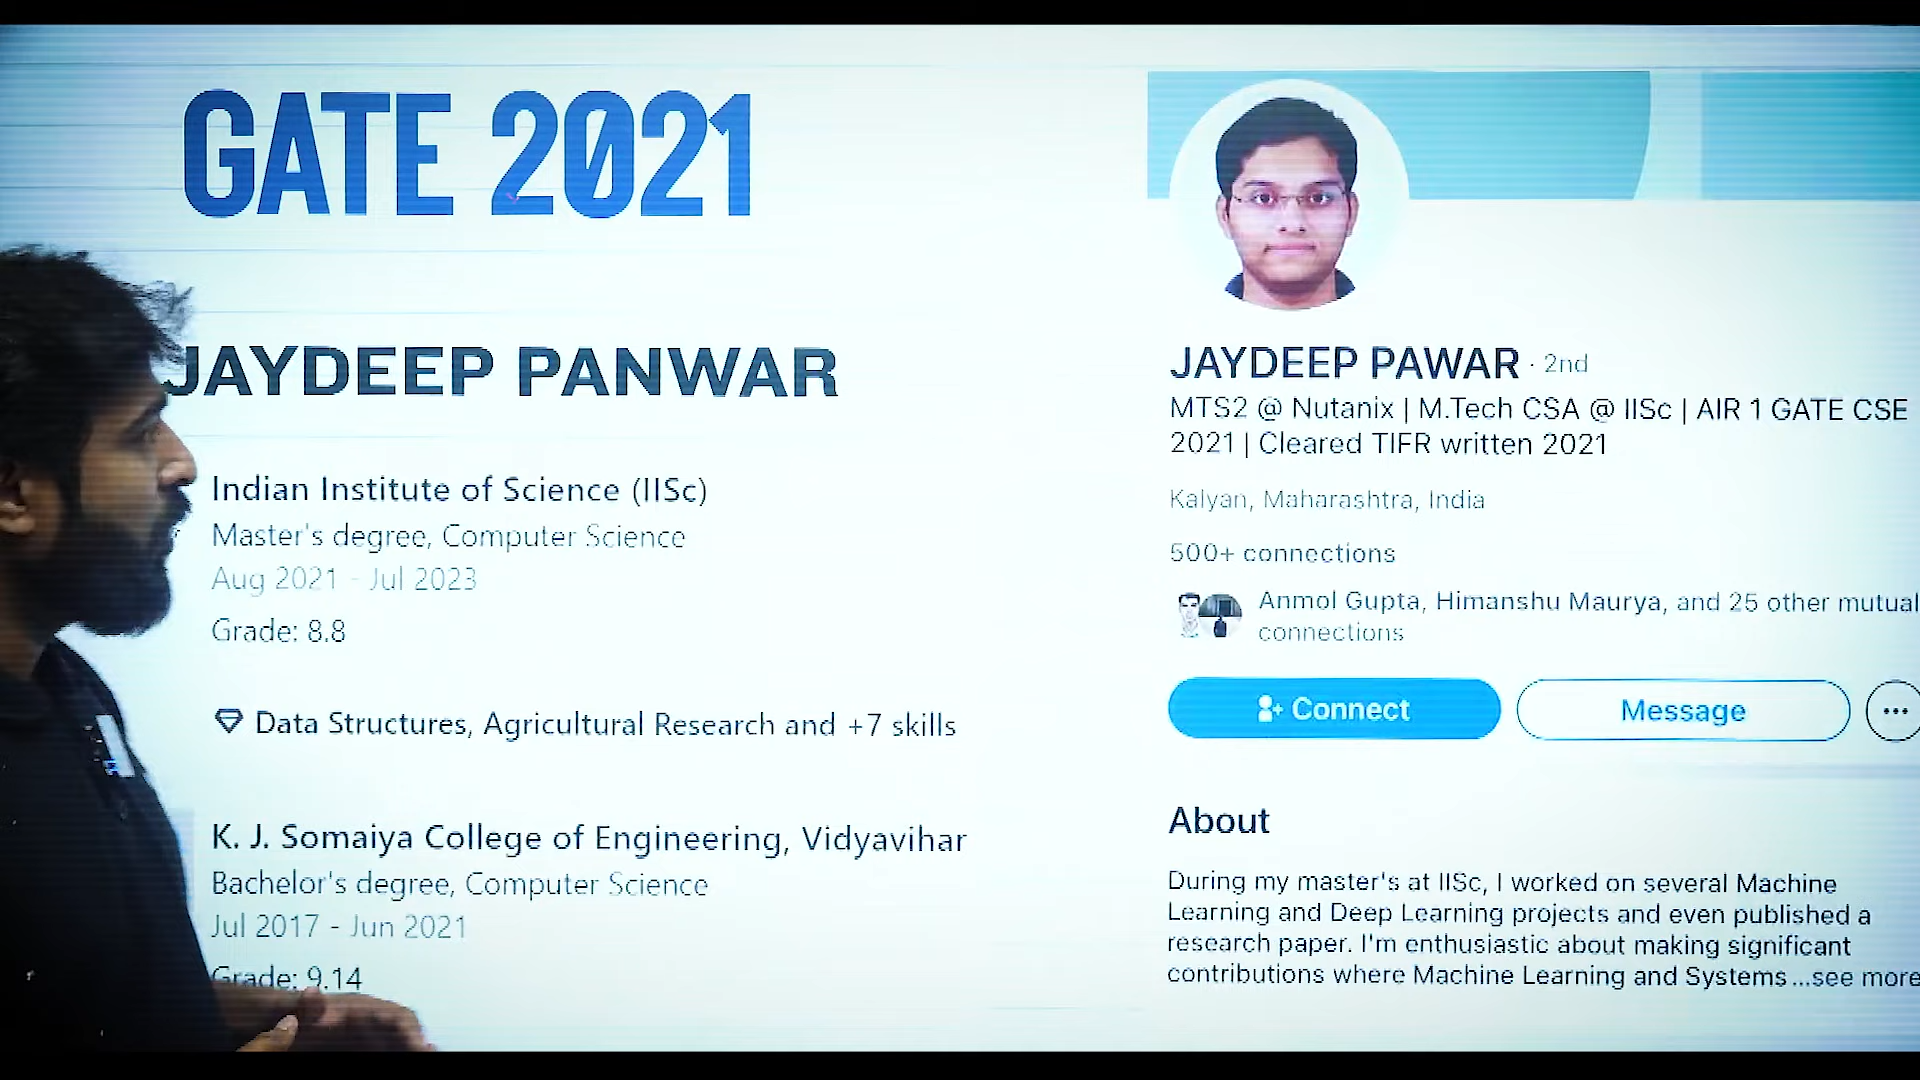 GATE 2021
JAYDEEP PANWAR
Indian Institute of Science (IISc)
Master's degree, Computer Science
Aug 2021 - Jul 2023
Grade: 8.8
Data Structures, Agricultural Research and +7 skills
K. J. Somaiya College of Engineering, Vidyavihar
Bachelor's degree, Computer Science
Jul 2017 - Jun 2021
Grade: 9.14
JAYDEEP PAWAR · 2nd
MTS2 @ Nutanix | M.Tech CSA @ IISc | AIR 1 GATE CSE
2021 | Cleared TIFR written 2021
Kalyan, Maharashtra, India
500+ connections
Anmol Gupta, Himanshu Maurya, and 25 other mutual
connections
Connect
Message
About
During my master's at IISc, I worked on several Machine
Learning and Deep Learning projects and even published a
research paper. I'm enthusiastic about making significant
contributions where Machine Learning and Systems ...see more